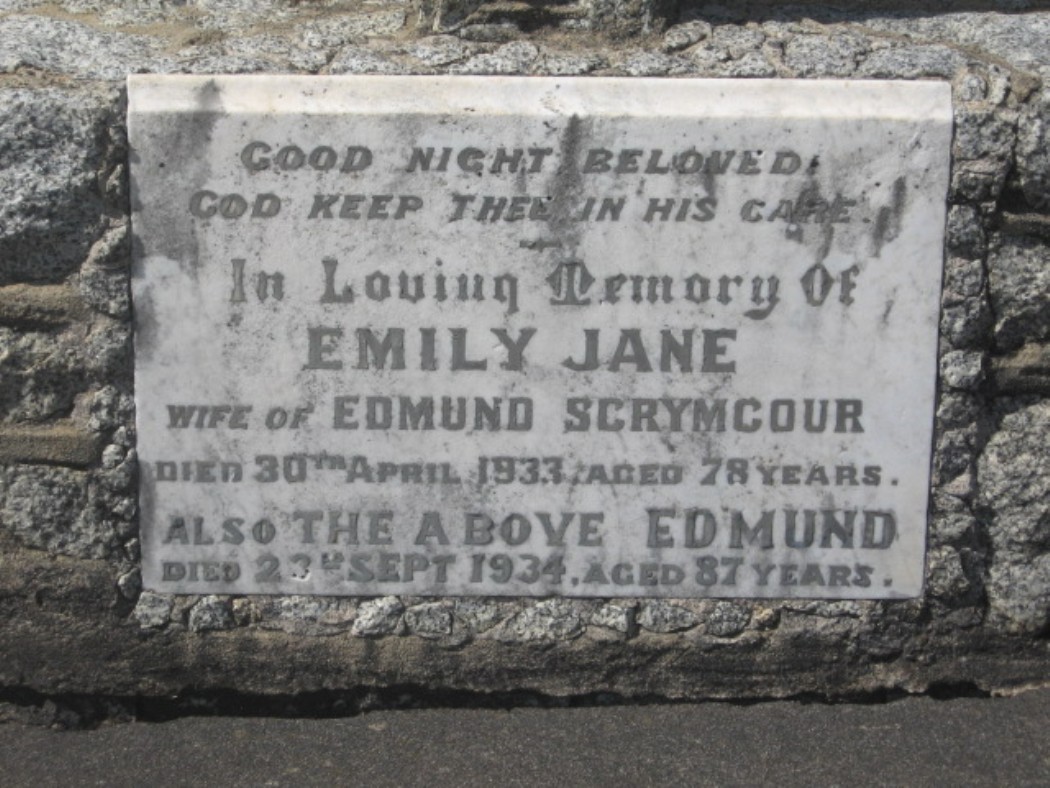 GOOD NIGHT BELOVED.
GOD KEEP THEE IN HIS CARE.
In Loving Memory Of
EMILY JANE
WIFE OF EDMUND SCRYMGOUR
DIED 30TH APRIL 1933. AGED 78 YEARS.
ALSO THE ABOVE EDMUND
DIED 23RD SEPT 1934. AGED 87 YEARS.